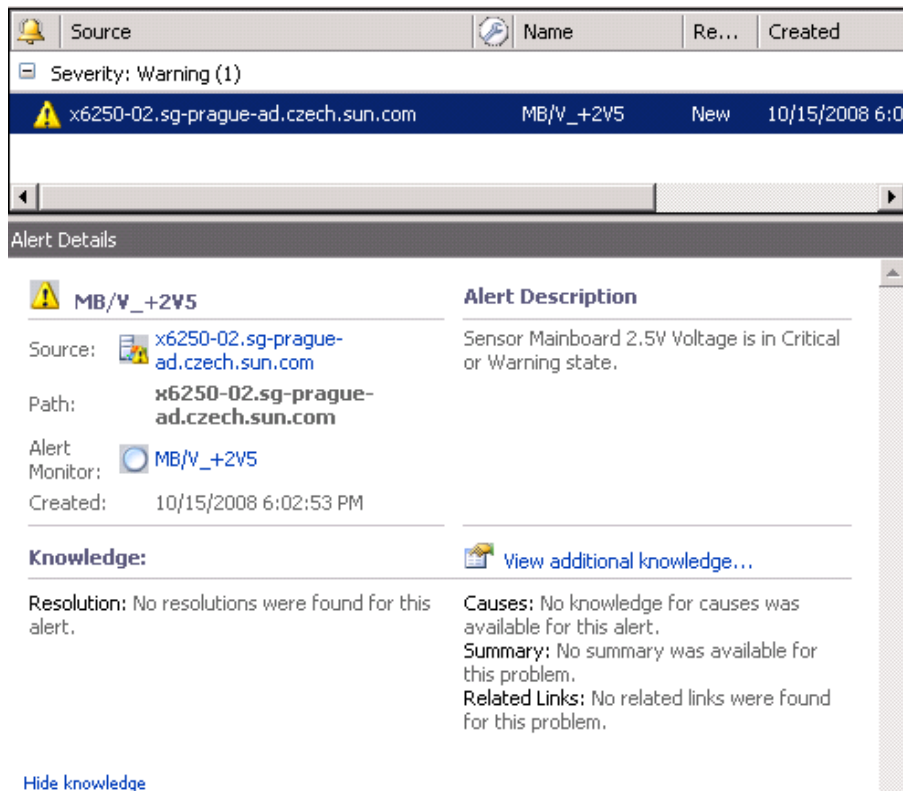 Source Name Re... Created
Severity: Warning (1)
x6250-02.sg-prague-ad.czech.sun.com MB/V_+2V5 New 10/15/2008 6:0
Alert Details
MB/V_+2V5
Source: x6250-02.sg-prague-
ad.czech.sun.com
Path: x6250-02.sg-prague-
ad.czech.sun.com
Alert
Monitor: MB/V_+2V5
Created: 10/15/2008 6:02:53 PM
Alert Description
Sensor Mainboard 2.5V Voltage is in Critical
or Warning state.
Knowledge:
Resolution: No resolutions were found for this
alert.
View additional knowledge...
Causes: No knowledge for causes was
available for this alert.
Summary: No summary was available for
this problem.
Related Links: No related links were found
for this problem.
Hide knowledge